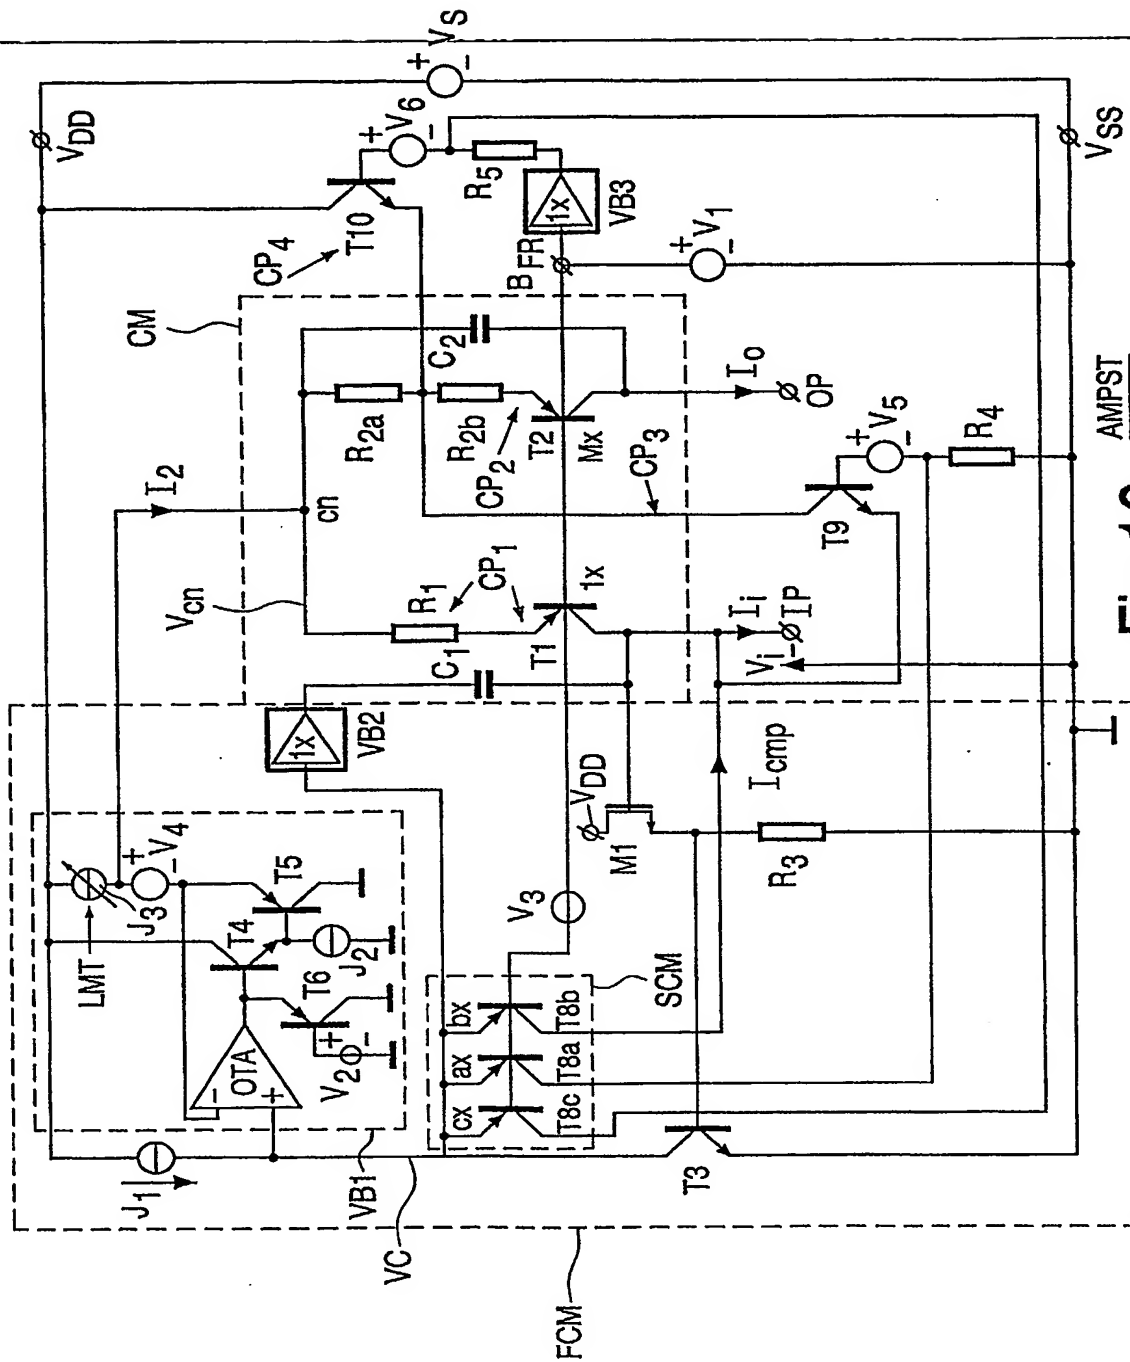 VS
+
-
VDD
VSS
+
V6
-
R5
1x
VB3
CP4
T10
BFR
+
V1
-
CM
C2
R2a
R2b
CP2
T2
Mx
Io
OP
CP3
+
V5
-
R4
T9
AMPST
I2
cn
Vcn
R1
CP1
T1
1x
C1
Ii
IP
Vi
-
1x
VB2
VDD
M1
Icmp
R3
V3
+
V4
-
J3
LMT
T4
T5
J2
T6
OTA
-
+
V2
+
-
SCM
bx
ax
cx
T8b
T8a
T8c
T3
J1
VB1
VC
FCM